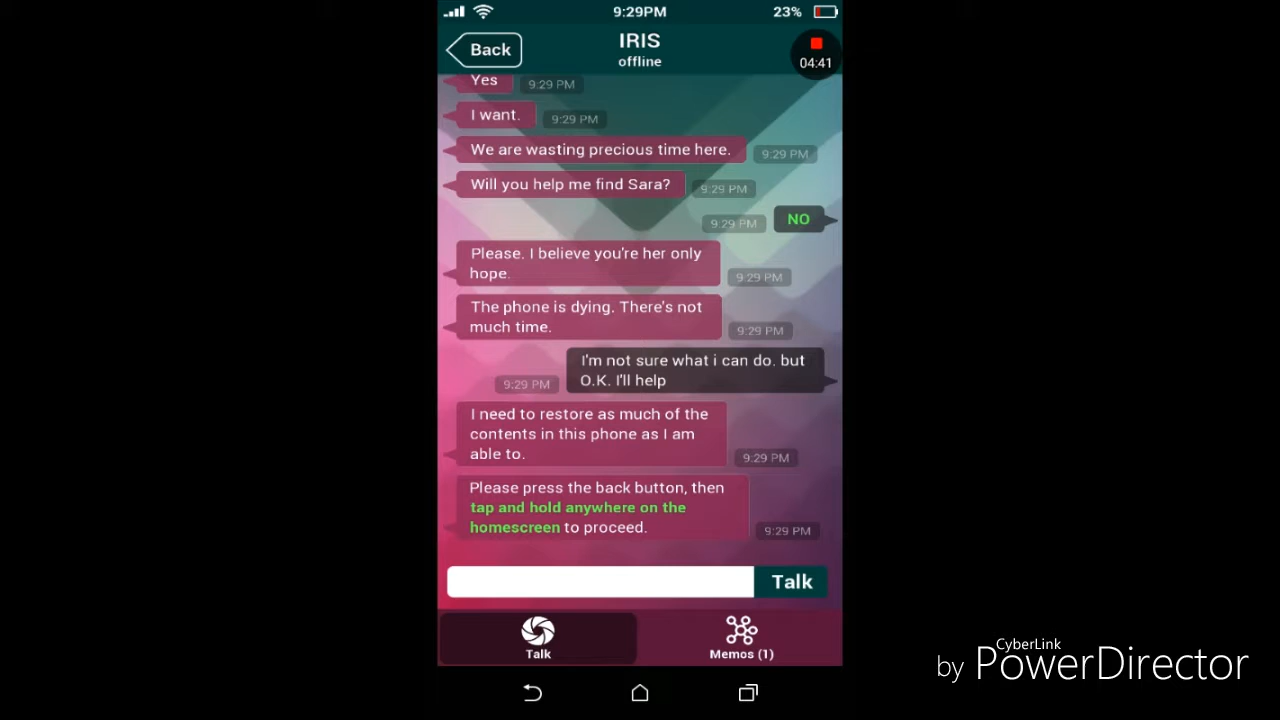 9:29PM
23%
Back
IRIS
offline
04:41
Yes
9:29 PM
I want.
9:29 PM
We are wasting precious time here.
9:29 PM
Will you help me find Sara?
9:29 PM
9:29 PM
NO
Please. I believe you're her only
hope.
9:29 PM
The phone is dying. There's not
much time.
9:29 PM
I'm not sure what i can do. but
O.K. I'll help
9:29 PM
I need to restore as much of the
contents in this phone as I am
able to.
9:29 PM
Please press the back button, then
tap and hold anywhere on the
homescreen to proceed.
9:29 PM
Talk
Talk
Memos (1)
CyberLink
by PowerDirector